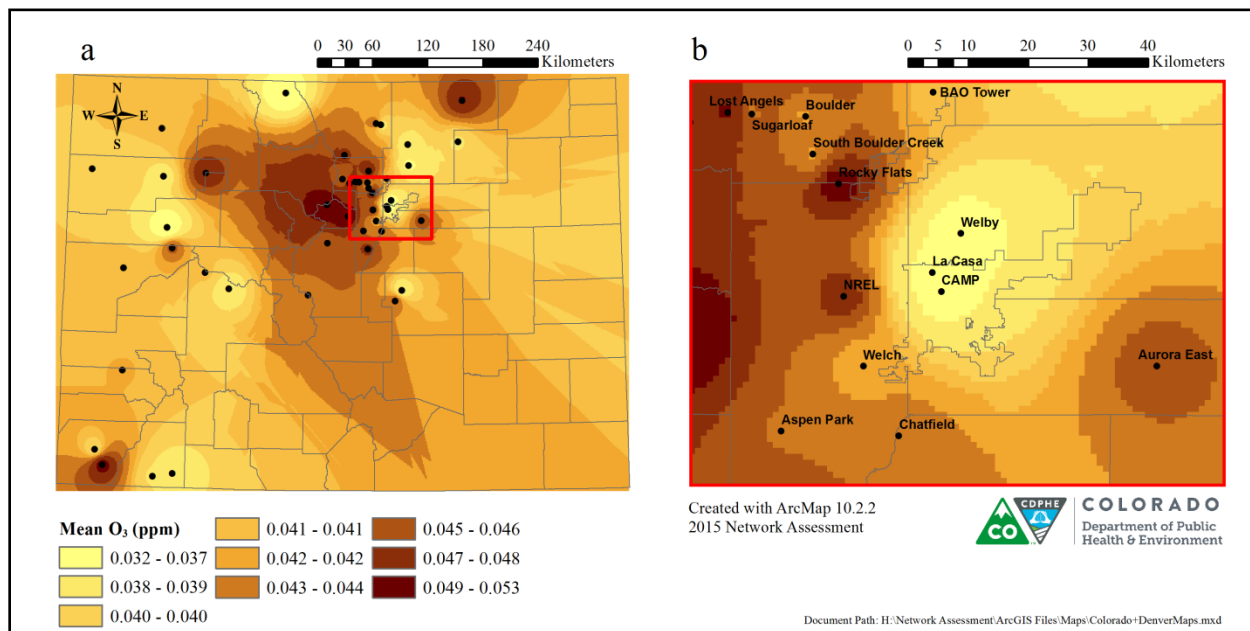 a
0 30 60 120 180 240
Kilometers
N
W E
S
b
0 5 10 20 30 40
Kilometers
BAO Tower
Lost Angels
Boulder
Sugarloaf
South Boulder Creek
Rocky Flats
Welby
La Casa
CAMP
NREL
Welch
Aurora East
Aspen Park
Chatfield
Mean O₃ (ppm)
0.032 - 0.037
0.038 - 0.039
0.040 - 0.040
0.041 - 0.041
0.042 - 0.042
0.043 - 0.044
0.045 - 0.046
0.047 - 0.048
0.049 - 0.053
Created with ArcMap 10.2.2
2015 Network Assessment
CO
CDPHE
COLORADO
Department of Public
Health & Environment
Document Path: H:\Network Assessment\ArcGIS Files\Maps\Colorado+DenverMaps.mxd